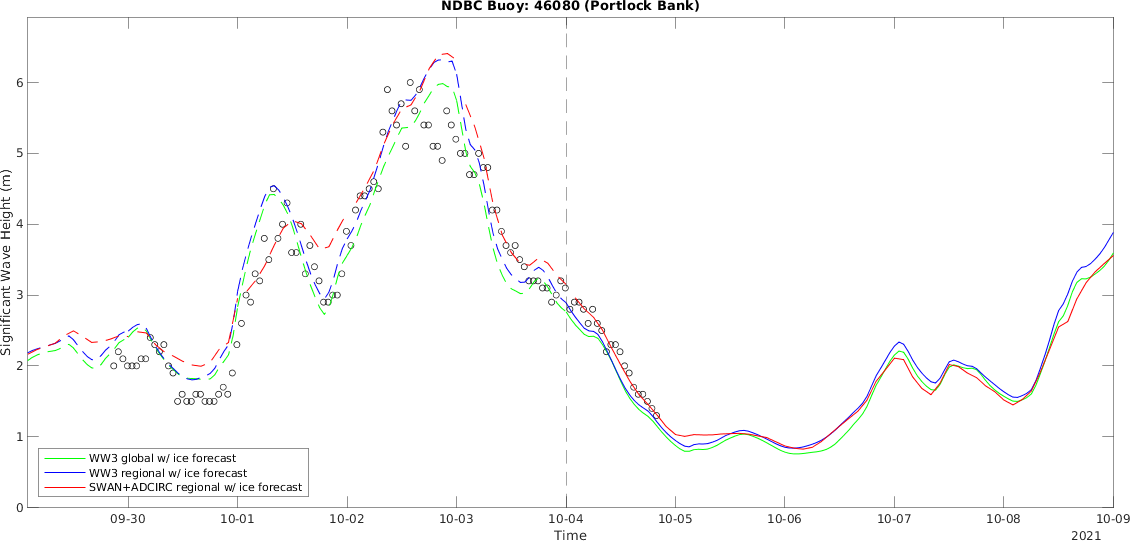 NDBC Buoy: 46080 (Portlock Bank)
Significant Wave Height (m)
6
5
4
3
2
1
0
WW3 global w/ ice forecast
WW3 regional w/ ice forecast
SWAN+ADCIRC regional w/ ice forecast
09-30 10-01 10-02 10-03 10-04 10-05 10-06 10-07 10-08 10-09
Time
2021